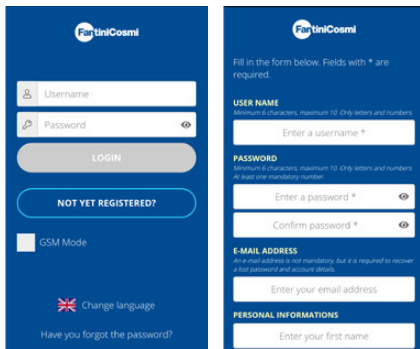 FantiniCosmi
Username
Password
LOGIN
NOT YET REGISTERED?
GSM Mode
Change language
Have you forgot the password?
FantiniCosmi
Fill in the form below. Fields with * are
required.
USER NAME
Minimum 6 characters, maximum 10. Only letters and numbers.
Enter a username *
PASSWORD
Minimum 6 characters, maximum 10. Only letters and numbers.
At least one mandatory number.
Enter a password *
Confirm password *
E-MAIL ADDRESS
An e-mail address is not mandatory, but it is required to recover
a lost password and account details.
Enter your email address
PERSONAL INFORMATIONS
Enter your first name